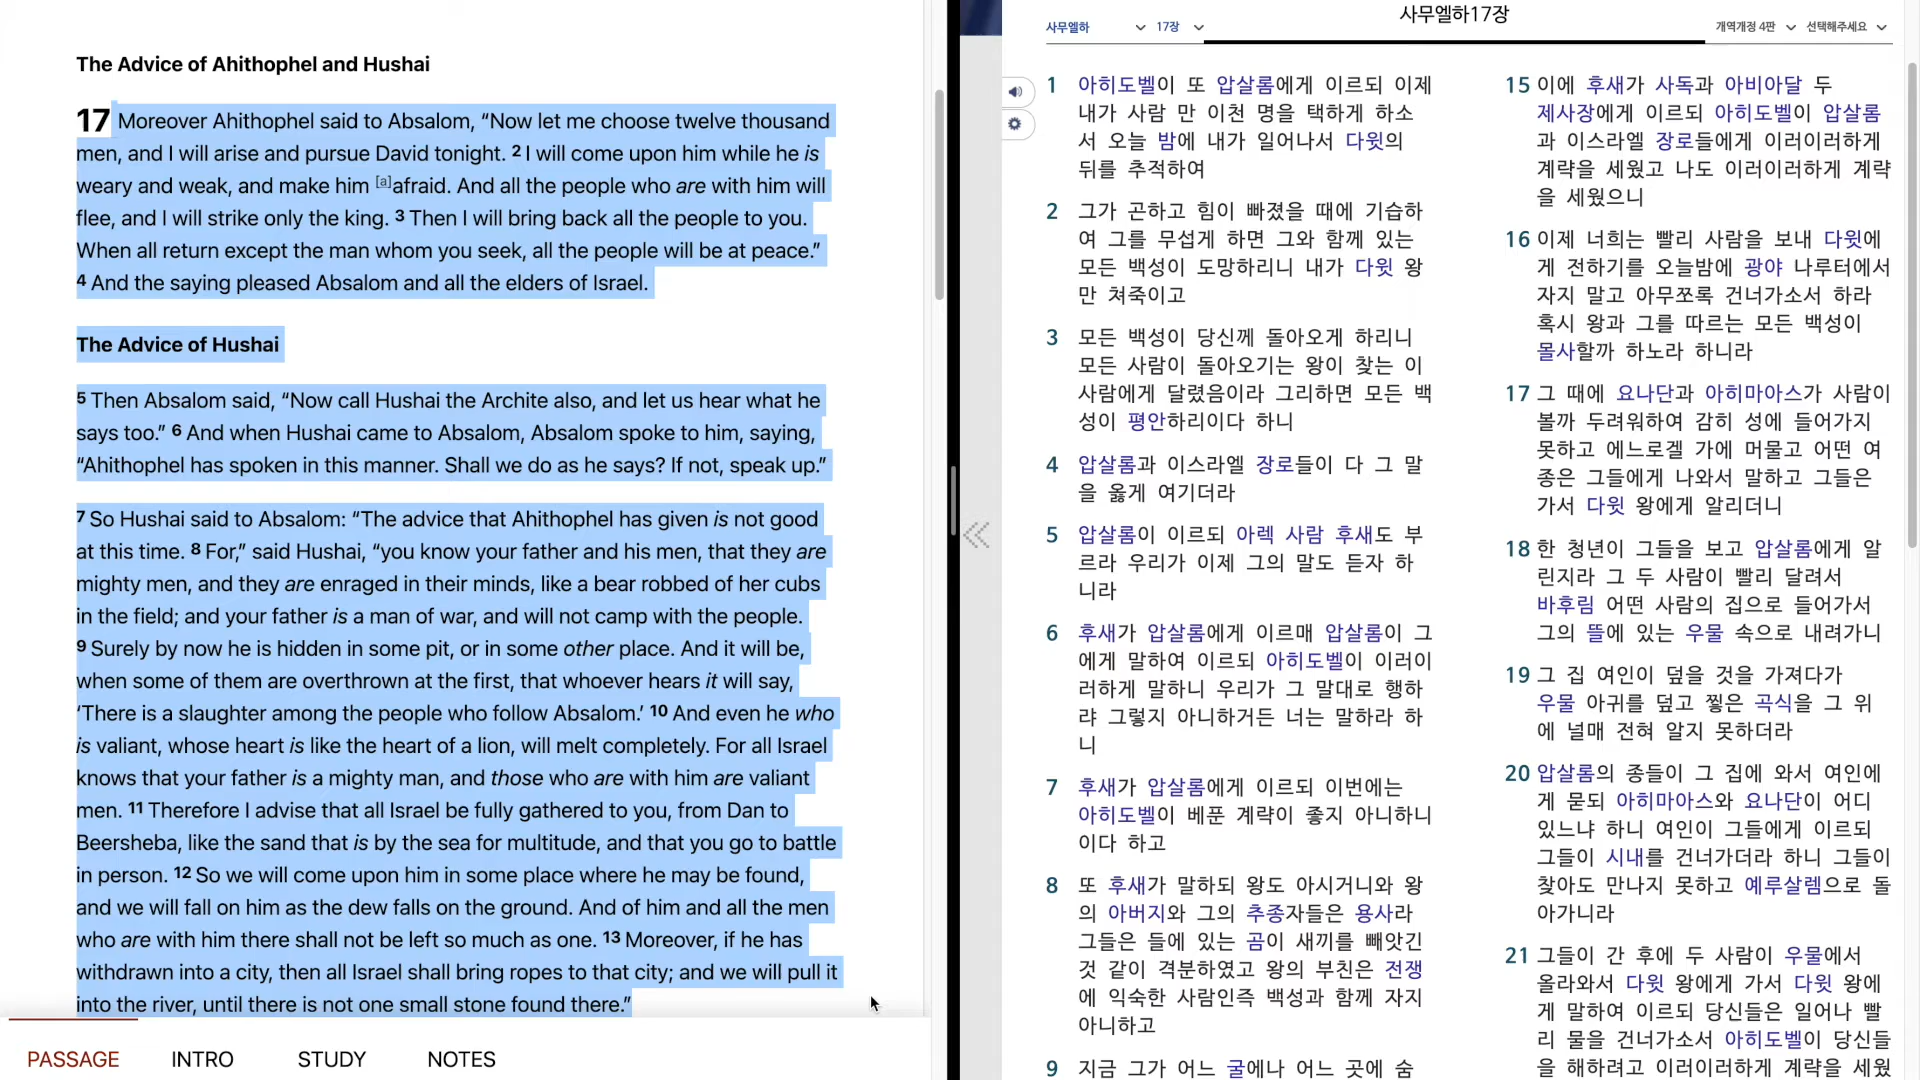 The Advice of Ahithophel and Hushai
17 Moreover Ahithophel said to Absalom, “Now let me choose twelve thousand
men, and I will arise and pursue David tonight. 2 I will come upon him while he is
weary and weak, and make him [a]afraid. And all the people who are with him will
flee, and I will strike only the king. 3 Then I will bring back all the people to you.
When all return except the man whom you seek, all the people will be at peace.”
4 And the saying pleased Absalom and all the elders of Israel.
The Advice of Hushai
5 Then Absalom said, “Now call Hushai the Archite also, and let us hear what he
says too.” 6 And when Hushai came to Absalom, Absalom spoke to him, saying,
“Ahithophel has spoken in this manner. Shall we do as he says? If not, speak up.”
7 So Hushai said to Absalom: “The advice that Ahithophel has given is not good
at this time. 8 For,” said Hushai, “you know your father and his men, that they are
mighty men, and they are enraged in their minds, like a bear robbed of her cubs
in the field; and your father is a man of war, and will not camp with the people.
9 Surely by now he is hidden in some pit, or in some other place. And it will be,
when some of them are overthrown at the first, that whoever hears it will say,
‘There is a slaughter among the people who follow Absalom.’ 10 And even he who
is valiant, whose heart is like the heart of a lion, will melt completely. For all Israel
knows that your father is a mighty man, and those who are with him are valiant
men. 11 Therefore I advise that all Israel be fully gathered to you, from Dan to
Beersheba, like the sand that is by the sea for multitude, and that you go to battle
in person. 12 So we will come upon him in some place where he may be found,
and we will fall on him as the dew falls on the ground. And of him and all the men
who are with him there shall not be left so much as one. 13 Moreover, if he has
withdrawn into a city, then all Israel shall bring ropes to that city; and we will pull it
into the river, until there is not one small stone found there.”
PASSAGE INTRO STUDY NOTES
사무엘하17장
사무엘하 17장 개역개정 4판 선택해주세요
1 아히도벨이 또 압살롬에게 이르되 이제
내가 사람 만 이천 명을 택하게 하소
서 오늘 밤에 내가 일어나서 다윗의
뒤를 추적하여
2 그가 곤하고 힘이 빠졌을 때에 기습하
여 그를 무섭게 하면 그와 함께 있는
모든 백성이 도망하리니 내가 다윗 왕
만 쳐죽이고
3 모든 백성이 당신께 돌아오게 하리니
모든 사람이 돌아오기는 왕이 찾는 이
사람에게 달렸음이라 그리하면 모든 백
성이 평안하리이다 하니
4 압살롬과 이스라엘 장로들이 다 그 말
을 옳게 여기더라
5 압살롬이 이르되 아렉 사람 후새도 부
르라 우리가 이제 그의 말도 듣자 하
니라
6 후새가 압살롬에게 이르매 압살롬이 그
에게 말하여 이르되 아히도벨이 이러이
러하게 말하니 우리가 그 말대로 행하
랴 그렇지 아니하거든 너는 말하라 하
니
7 후새가 압살롬에게 이르되 이번에는
아히도벨이 베푼 계략이 좋지 아니하니
이다 하고
8 또 후새가 말하되 왕도 아시거니와 왕
의 아버지와 그의 추종자들은 용사라
그들은 들에 있는 곰이 새끼를 빼앗긴
것 같이 격분하였고 왕의 부친은 전쟁
에 익숙한 사람인즉 백성과 함께 자지
아니하고
9 지금 그가 어느 굴에나 어느 곳에 숨
15 이에 후새가 사독과 아비아달 두
제사장에게 이르되 아히도벨이 압살롬
과 이스라엘 장로들에게 이러이러하게
계략을 세웠고 나도 이러이러하게 계략
을 세웠으니
16 이제 너희는 빨리 사람을 보내 다윗에
게 전하기를 오늘밤에 광야 나루터에서
자지 말고 아무쪼록 건너가소서 하라
혹시 왕과 그를 따르는 모든 백성이
몰사할까 하노라 하니라
17 그 때에 요나단과 아히마아스가 사람이
볼까 두려워하여 감히 성에 들어가지
못하고 에느로겔 가에 머물고 어떤 여
종은 그들에게 나와서 말하고 그들은
가서 다윗 왕에게 알리더니
18 한 청년이 그들을 보고 압살롬에게 알
린지라 그 두 사람이 빨리 달려서
바후림 어떤 사람의 집으로 들어가서
그의 뜰에 있는 우물 속으로 내려가니
19 그 집 여인이 덮을 것을 가져다가
우물 아귀를 덮고 찧은 곡식을 그 위
에 널매 전혀 알지 못하더라
20 압살롬의 종들이 그 집에 와서 여인에
게 묻되 아히마아스와 요나단이 어디
있느냐 하니 여인이 그들에게 이르되
그들이 시내를 건너가더라 하니 그들이
찾아도 만나지 못하고 예루살렘으로 돌
아가니라
21 그들이 간 후에 두 사람이 우물에서
올라와서 다윗 왕에게 가서 다윗 왕에
게 말하여 이르되 당신들은 일어나 빨
리 물을 건너가소서 아히도벨이 당신들
을 해하려고 이러이러하게 계략을 세웠